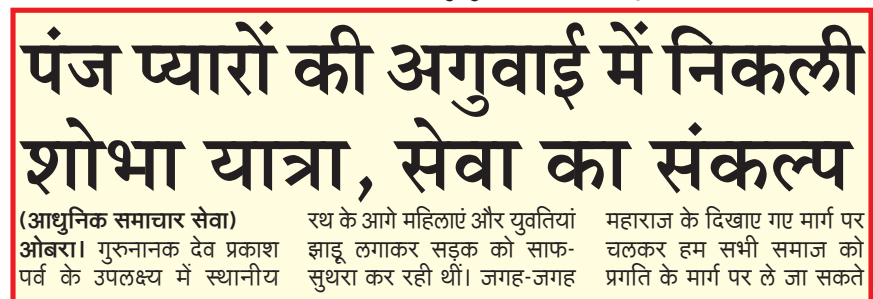 पंज प्यारों की अगुवाई में निकली
शोभा यात्रा, सेवा का संकल्प
(आधुनिक समाचार सेवा)
ओबरा। गुरुनानक देव प्रकाश
पर्व के उपलक्ष्य में स्थानीय
रथ के आगे महिलाएं और युवतियां
झाडू लगाकर सड़क को साफ-
सुथरा कर रही थीं। जगह-जगह
महाराज के दिखाए गए मार्ग पर
चलकर हम सभी समाज को
प्रगति के मार्ग पर ले जा सकते